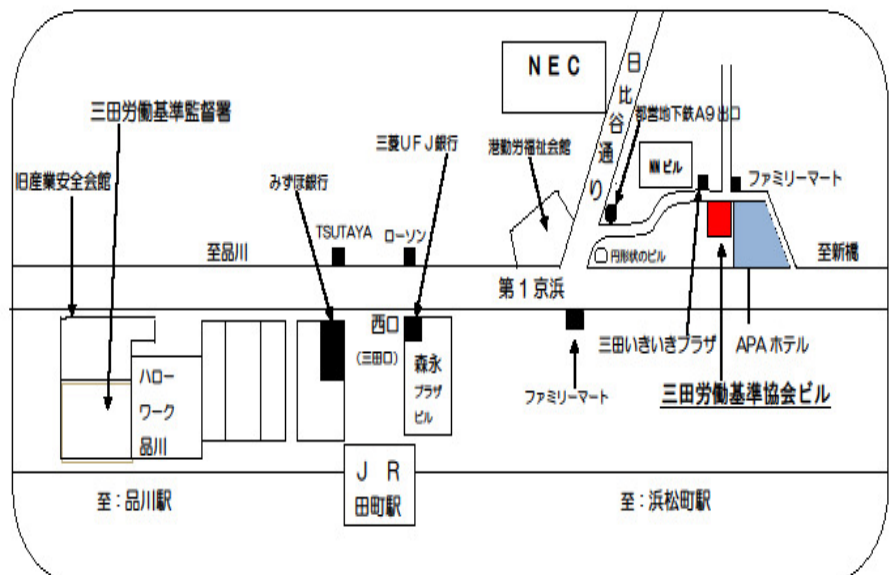 NEC
日比谷通り
三田労働基準監督署
都営地下鉄A9出口
三菱UFJ銀行
港勤労福祉会館
旧産業安全会館
みずほ銀行
NNビル
ファミリーマート
TSUTAYA
ローソン
至品川
円形状のビル
至新橋
第1京浜
西口
(三田口)
三田いきいきプラザ
APAホテル
森永
プラザ
ビル
ファミリーマート
三田労働基準協会ビル
ハロー
ワーク
品川
JR
田町駅
至:品川駅
至:浜松町駅